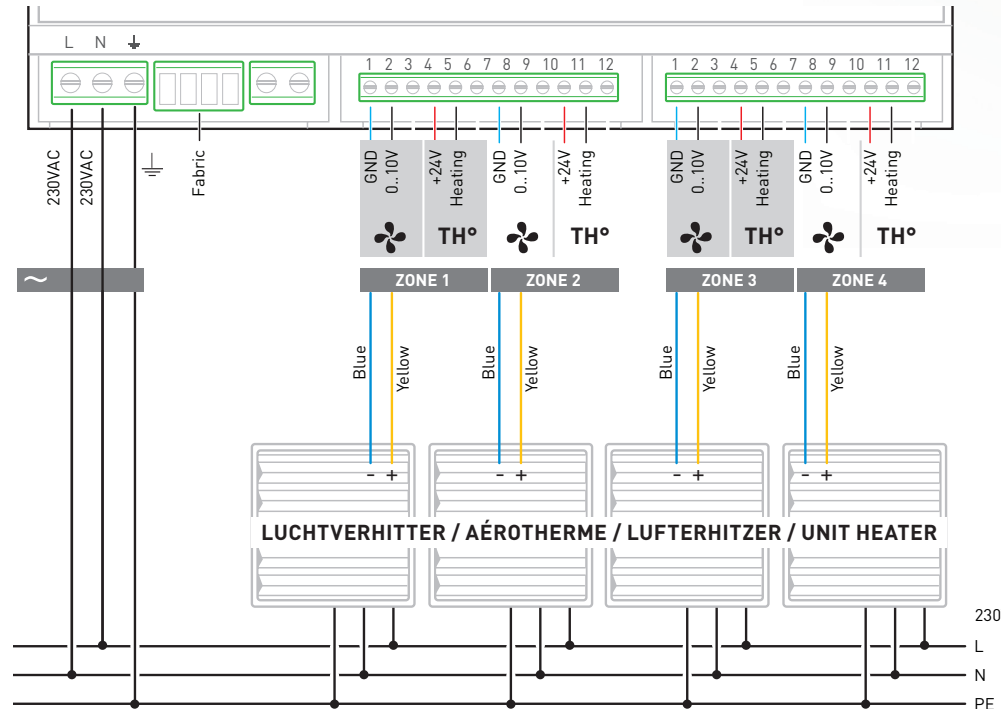 L N
1 2 3 4 5 6 7 8 9 10 11 12
1 2 3 4 5 6 7 8 9 10 11 12
230VAC
230VAC
Fabric
GND
0..10V
+24V
Heating
GND
0..10V
+24V
Heating
GND
0..10V
+24V
Heating
GND
0..10V
+24V
Heating
TH°
TH°
TH°
TH°
~
ZONE 1
ZONE 2
ZONE 3
ZONE 4
Blue
Yellow
Blue
Yellow
Blue
Yellow
Blue
Yellow
- +
- +
- +
- +
LUCHTVERHITTER / AÉROTHERME / LUFTERHITZER / UNIT HEATER
230
L
N
PE